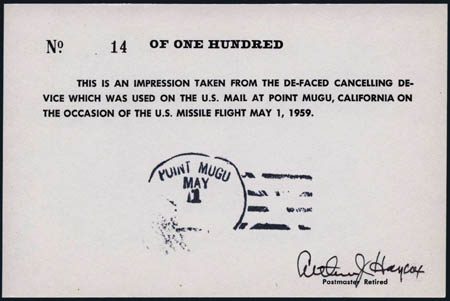 Nº 14 OF ONE HUNDRED
THIS IS AN IMPRESSION TAKEN FROM THE DE-FACED CANCELLING DE-
VICE WHICH WAS USED ON THE U.S. MAIL AT POINT MUGU, CALIFORNIA ON
THE OCCASION OF THE U.S. MISSILE FLIGHT MAY 1, 1959.
POINT MUGU
MAY
1
Arthur J Haycox
Postmaster Retired